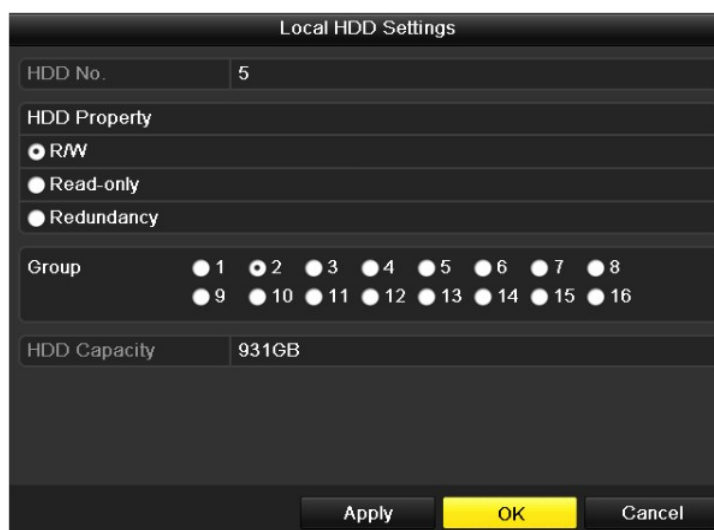 Local HDD Settings
HDD No. 5
HDD Property
R/W
Read-only
Redundancy
Group 1 2 3 4 5 6 7 8
9 10 11 12 13 14 15 16
HDD Capacity 931GB
Apply OK Cancel